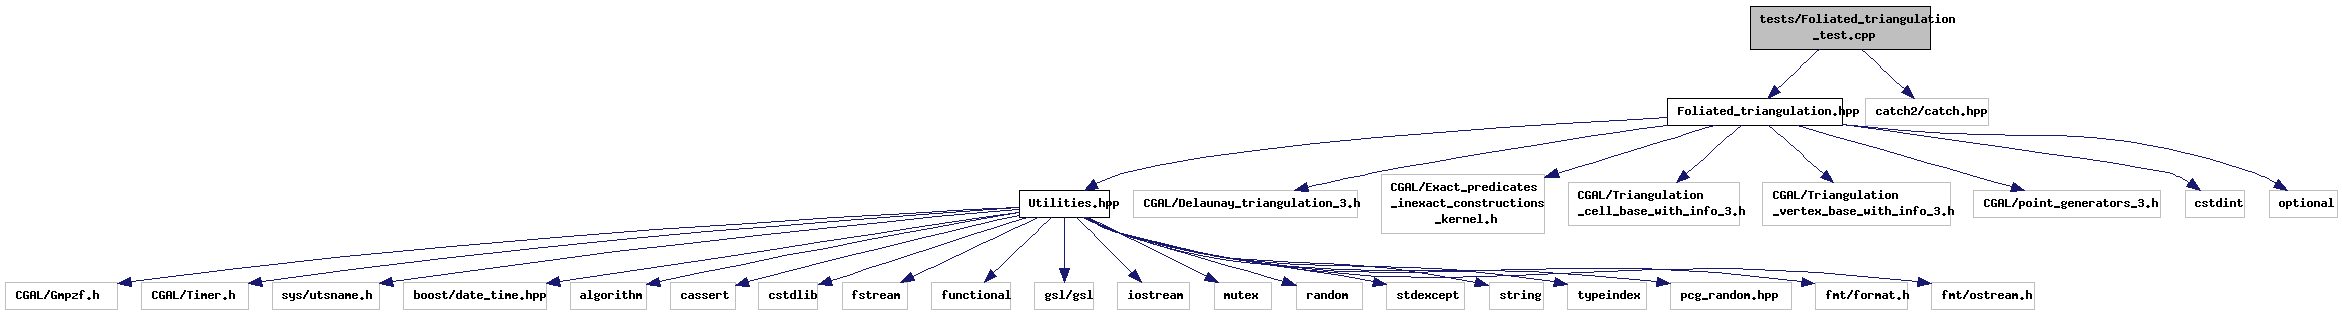 tests/Foliated_triangulation
_test.cpp
Foliated_triangulation.hpp
catch2/catch.hpp
Utilities.hpp
CGAL/Delaunay_triangulation_3.h
CGAL/Exact_predicates
_inexact_constructions
_kernel.h
CGAL/Triangulation
_cell_base_with_info_3.h
CGAL/Triangulation
_vertex_base_with_info_3.h
CGAL/point_generators_3.h
cstdint
optional
CGAL/Gmpzf.h
CGAL/Timer.h
sys/utsname.h
boost/date_time.hpp
algorithm
cassert
cstdlib
fstream
functional
gsl/gsl
iostream
mutex
random
stdexcept
string
typeindex
pcg_random.hpp
fmt/format.h
fmt/ostream.h